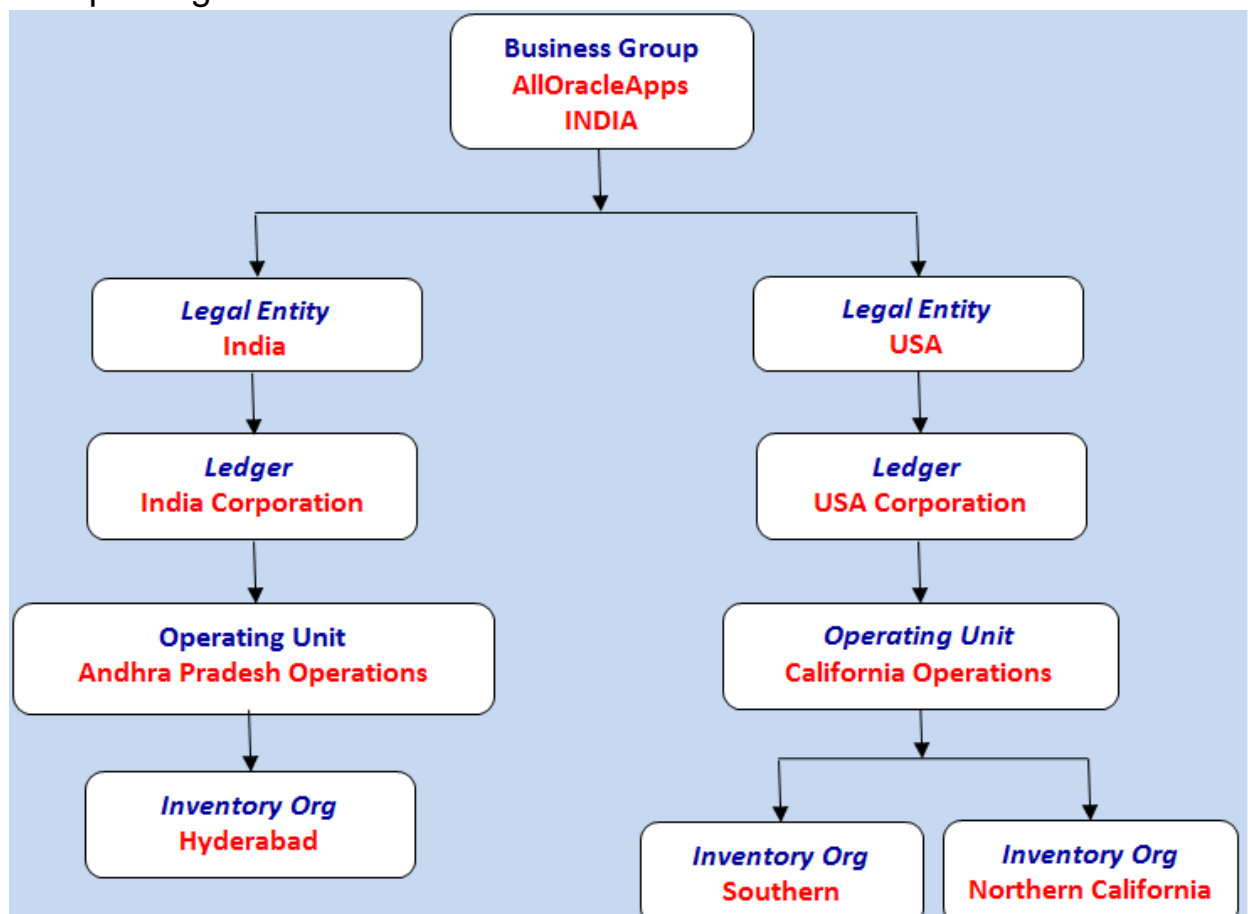 Business Group
AllOracleApps
INDIA
Legal Entity
India
Legal Entity
USA
Ledger
India Corporation
Ledger
USA Corporation
Operating Unit
Andhra Pradesh Operations
Operating Unit
California Operations
Inventory Org
Hyderabad
Inventory Org
Southern
Inventory Org
Northern California